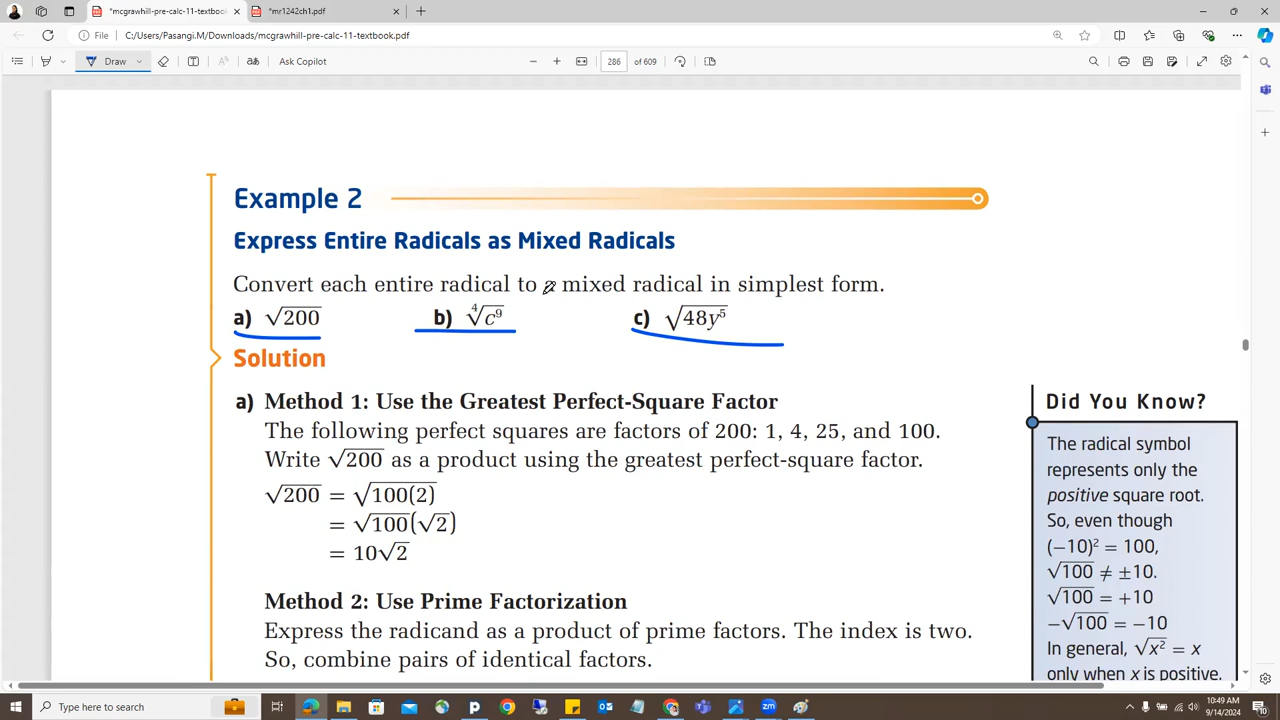 *mcgrawhill-pre-calc-11-textbook
*mr1242ch1.pdf
File C:/Users/Pasangi.M/Downloads/mcgrawhill-pre-calc-11-textbook.pdf
Draw
Ask Copilot
286 of 609
Example 2
Express Entire Radicals as Mixed Radicals
Convert each entire radical to mixed radical in simplest form.
a) √200 b) ∜c⁹ c) √48y⁵
Solution
a) Method 1: Use the Greatest Perfect-Square Factor
The following perfect squares are factors of 200: 1, 4, 25, and 100.
Write √200 as a product using the greatest perfect-square factor.
√200 = √100(2)
= √100(√2)
= 10√2
Method 2: Use Prime Factorization
Express the radicand as a product of prime factors. The index is two.
So, combine pairs of identical factors.
Did You Know?
The radical symbol
represents only the
positive square root.
So, even though
(−10)² = 100,
√100 ≠ ±10.
√100 = +10
−√100 = −10
In general, √x² = x
only when x is positive.
Type here to search
10:49 AM
9/14/2024